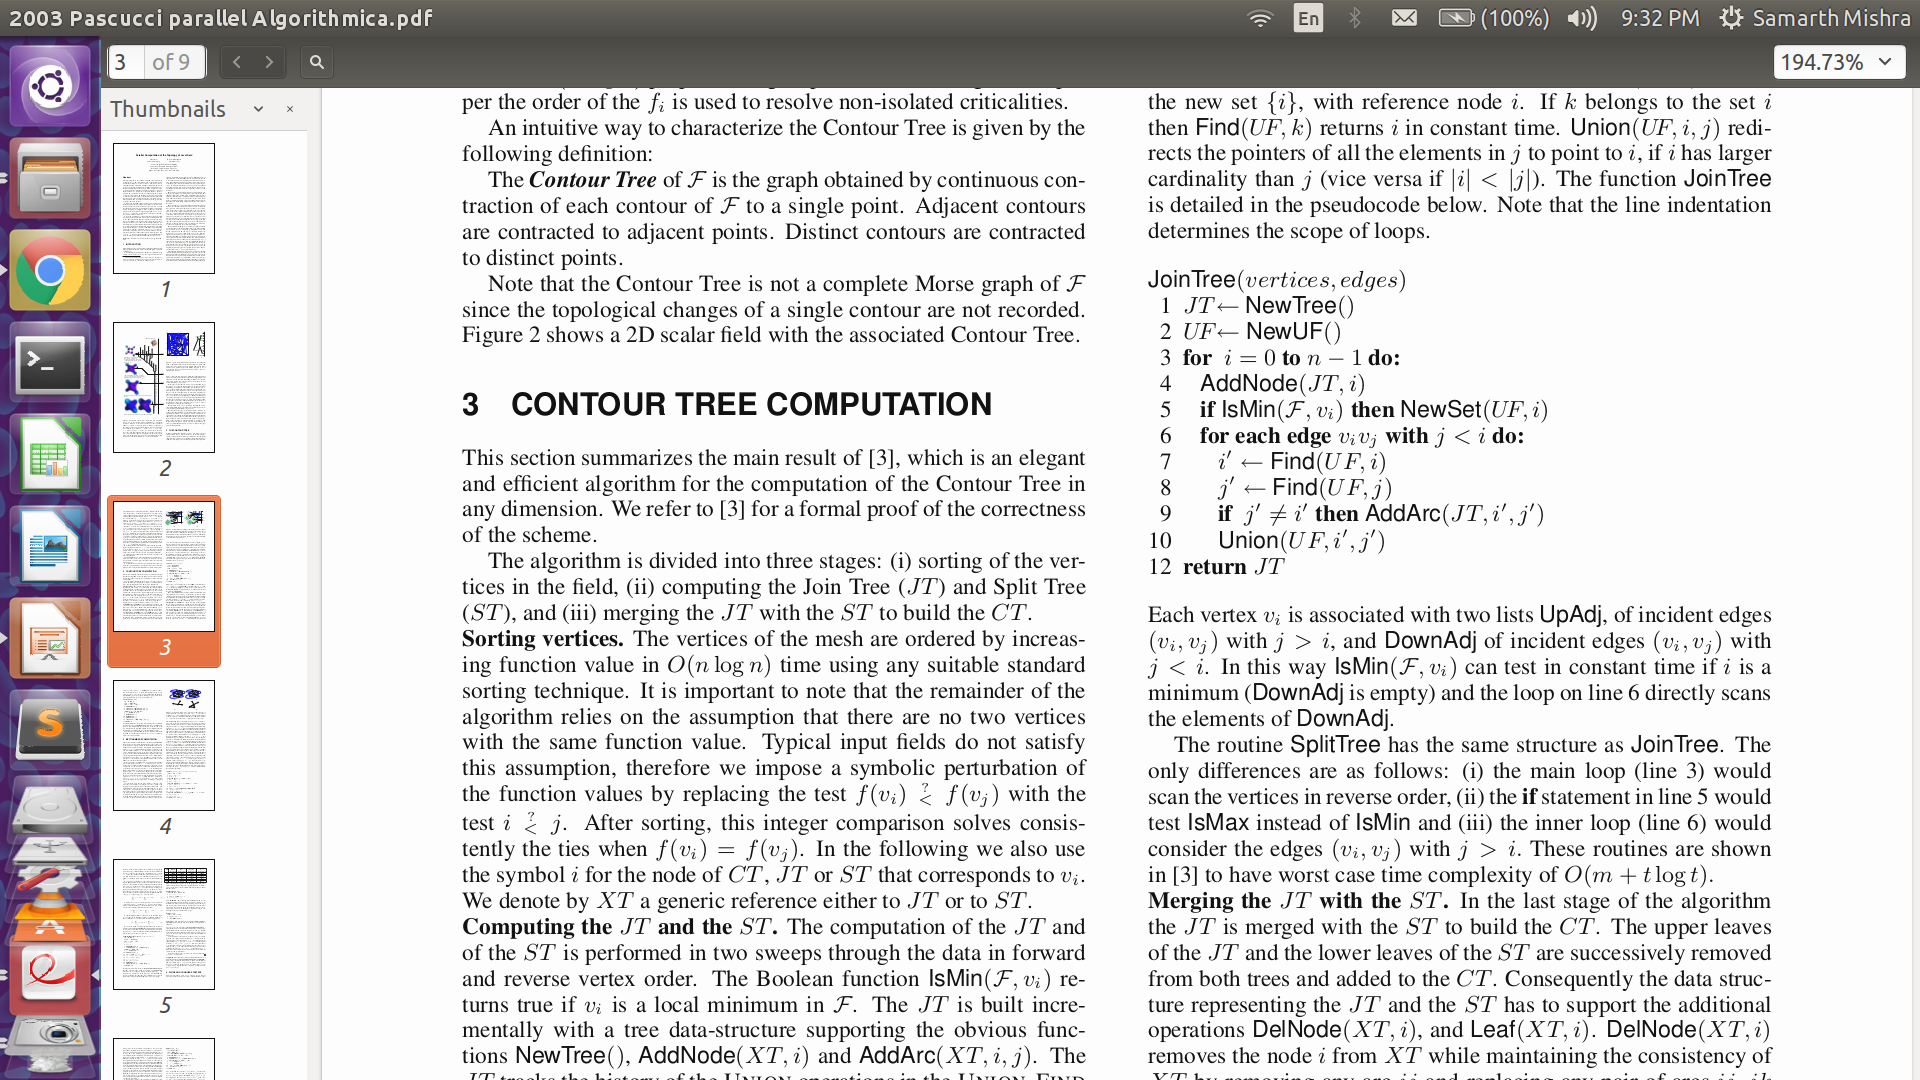 2003 Pascucci parallel Algorithmica.pdf
En
(100%)
9:32 PM
Samarth Mishra
3 of 9
194.73%
Thumbnails
1
2
3
4
5
per the order of the f_i is used to resolve non-isolated criticalities.
An intuitive way to characterize the Contour Tree is given by the
following definition:
The Contour Tree of ℱ is the graph obtained by continuous con-
traction of each contour of ℱ to a single point. Adjacent contours
are contracted to adjacent points. Distinct contours are contracted
to distinct points.
Note that the Contour Tree is not a complete Morse graph of ℱ
since the topological changes of a single contour are not recorded.
Figure 2 shows a 2D scalar field with the associated Contour Tree.
3 CONTOUR TREE COMPUTATION
This section summarizes the main result of [3], which is an elegant
and efficient algorithm for the computation of the Contour Tree in
any dimension. We refer to [3] for a formal proof of the correctness
of the scheme.
The algorithm is divided into three stages: (i) sorting of the ver-
tices in the field, (ii) computing the Join Tree (JT) and Split Tree
(ST), and (iii) merging the JT with the ST to build the CT.
Sorting vertices. The vertices of the mesh are ordered by increas-
ing function value in O(n log n) time using any suitable standard
sorting technique. It is important to note that the remainder of the
algorithm relies on the assumption that there are no two vertices
with the same function value. Typical input fields do not satisfy
this assumption, therefore we impose a symbolic perturbation of
the function values by replacing the test f(v_i) <? f(v_j) with the
test i <? j. After sorting, this integer comparison solves consis-
tently the ties when f(v_i) = f(v_j). In the following we also use
the symbol i for the node of CT, JT or ST that corresponds to v_i.
We denote by XT a generic reference either to JT or to ST.
Computing the JT and the ST. The computation of the JT and
of the ST is performed in two sweeps through the data in forward
and reverse vertex order. The Boolean function IsMin(ℱ, v_i) re-
turns true if v_i is a local minimum in ℱ. The JT is built incre-
mentally with a tree data-structure supporting the obvious func-
tions NewTree(), AddNode(XT, i) and AddArc(XT, i, j). The
JT tracks the history of the UNION operations in the UNION-FIND
the new set {i}, with reference node i. If k belongs to the set i
then Find(UF, k) returns i in constant time. Union(UF, i, j) redi-
rects the pointers of all the elements in j to point to i, if i has larger
cardinality than j (vice versa if |i| < |j|). The function JoinTree
is detailed in the pseudocode below. Note that the line indentation
determines the scope of loops.
JoinTree(vertices, edges)
1 JT ← NewTree()
2 UF ← NewUF()
3 for i = 0 to n − 1 do:
4 AddNode(JT, i)
5 if IsMin(ℱ, v_i) then NewSet(UF, i)
6 for each edge v_iv_j with j < i do:
7 i′ ← Find(UF, i)
8 j′ ← Find(UF, j)
9 if j′ ≠ i′ then AddArc(JT, i′, j′)
10 Union(UF, i′, j′)
12 return JT
Each vertex v_i is associated with two lists UpAdj, of incident edges
(v_i, v_j) with j > i, and DownAdj of incident edges (v_i, v_j) with
j < i. In this way IsMin(ℱ, v_i) can test in constant time if i is a
minimum (DownAdj is empty) and the loop on line 6 directly scans
the elements of DownAdj.
The routine SplitTree has the same structure as JoinTree. The
only differences are as follows: (i) the main loop (line 3) would
scan the vertices in reverse order, (ii) the if statement in line 5 would
test IsMax instead of IsMin and (iii) the inner loop (line 6) would
consider the edges (v_i, v_j) with j > i. These routines are shown
in [3] to have worst case time complexity of O(m + t log t).
Merging the JT with the ST. In the last stage of the algorithm
the JT is merged with the ST to build the CT. The upper leaves
of the JT and the lower leaves of the ST are successively removed
from both trees and added to the CT. Consequently the data struc-
ture representing the JT and the ST has to support the additional
operations DelNode(XT, i), and Leaf(XT, i). DelNode(XT, i)
removes the node i from XT while maintaining the consistency of